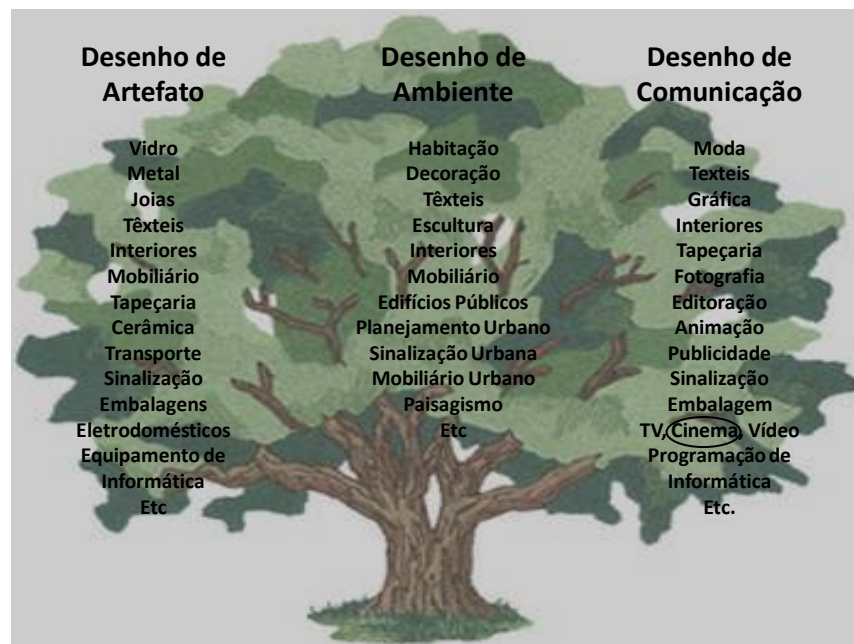 Desenho de
Artefato
Vidro
Metal
Joias
Têxteis
Interiores
Mobiliário
Tapeçaria
Cerâmica
Transporte
Sinalização
Embalagens
Eletrodomésticos
Equipamento de
Informática
Etc
Desenho de
Ambiente
Habitação
Decoração
Têxteis
Escultura
Interiores
Mobiliário
Edifícios Públicos
Planejamento Urbano
Sinalização Urbana
Mobiliário Urbano
Paisagismo
Etc
Desenho de
Comunicação
Moda
Texteis
Gráfica
Interiores
Tapeçaria
Fotografia
Editoração
Animação
Publicidade
Sinalização
Embalagem
TV, Cinema, Vídeo
Programação de
Informática
Etc.